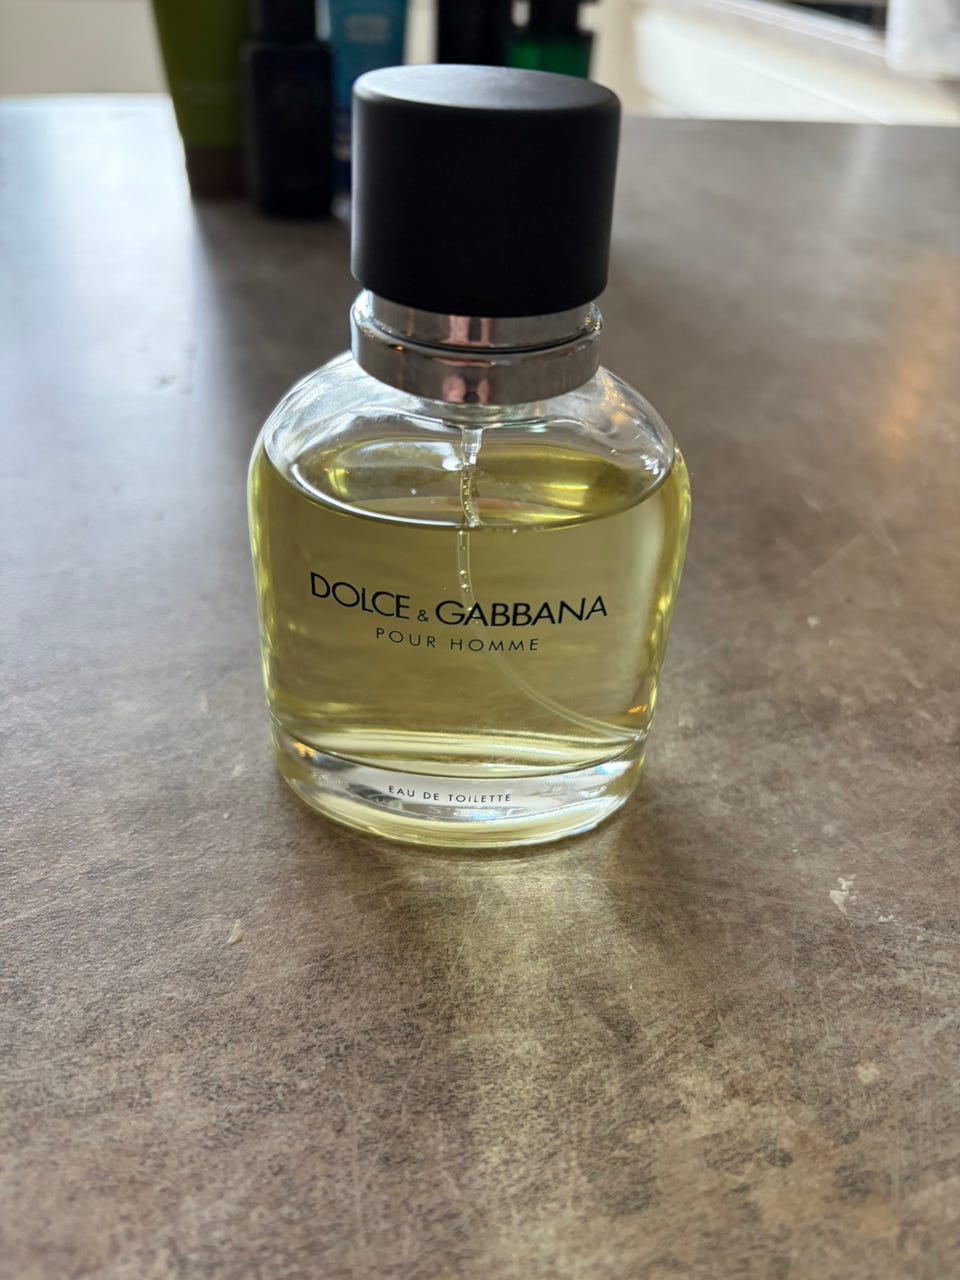 DOLCE & GABBANA
POUR HOMME
EAU DE TOILETTE